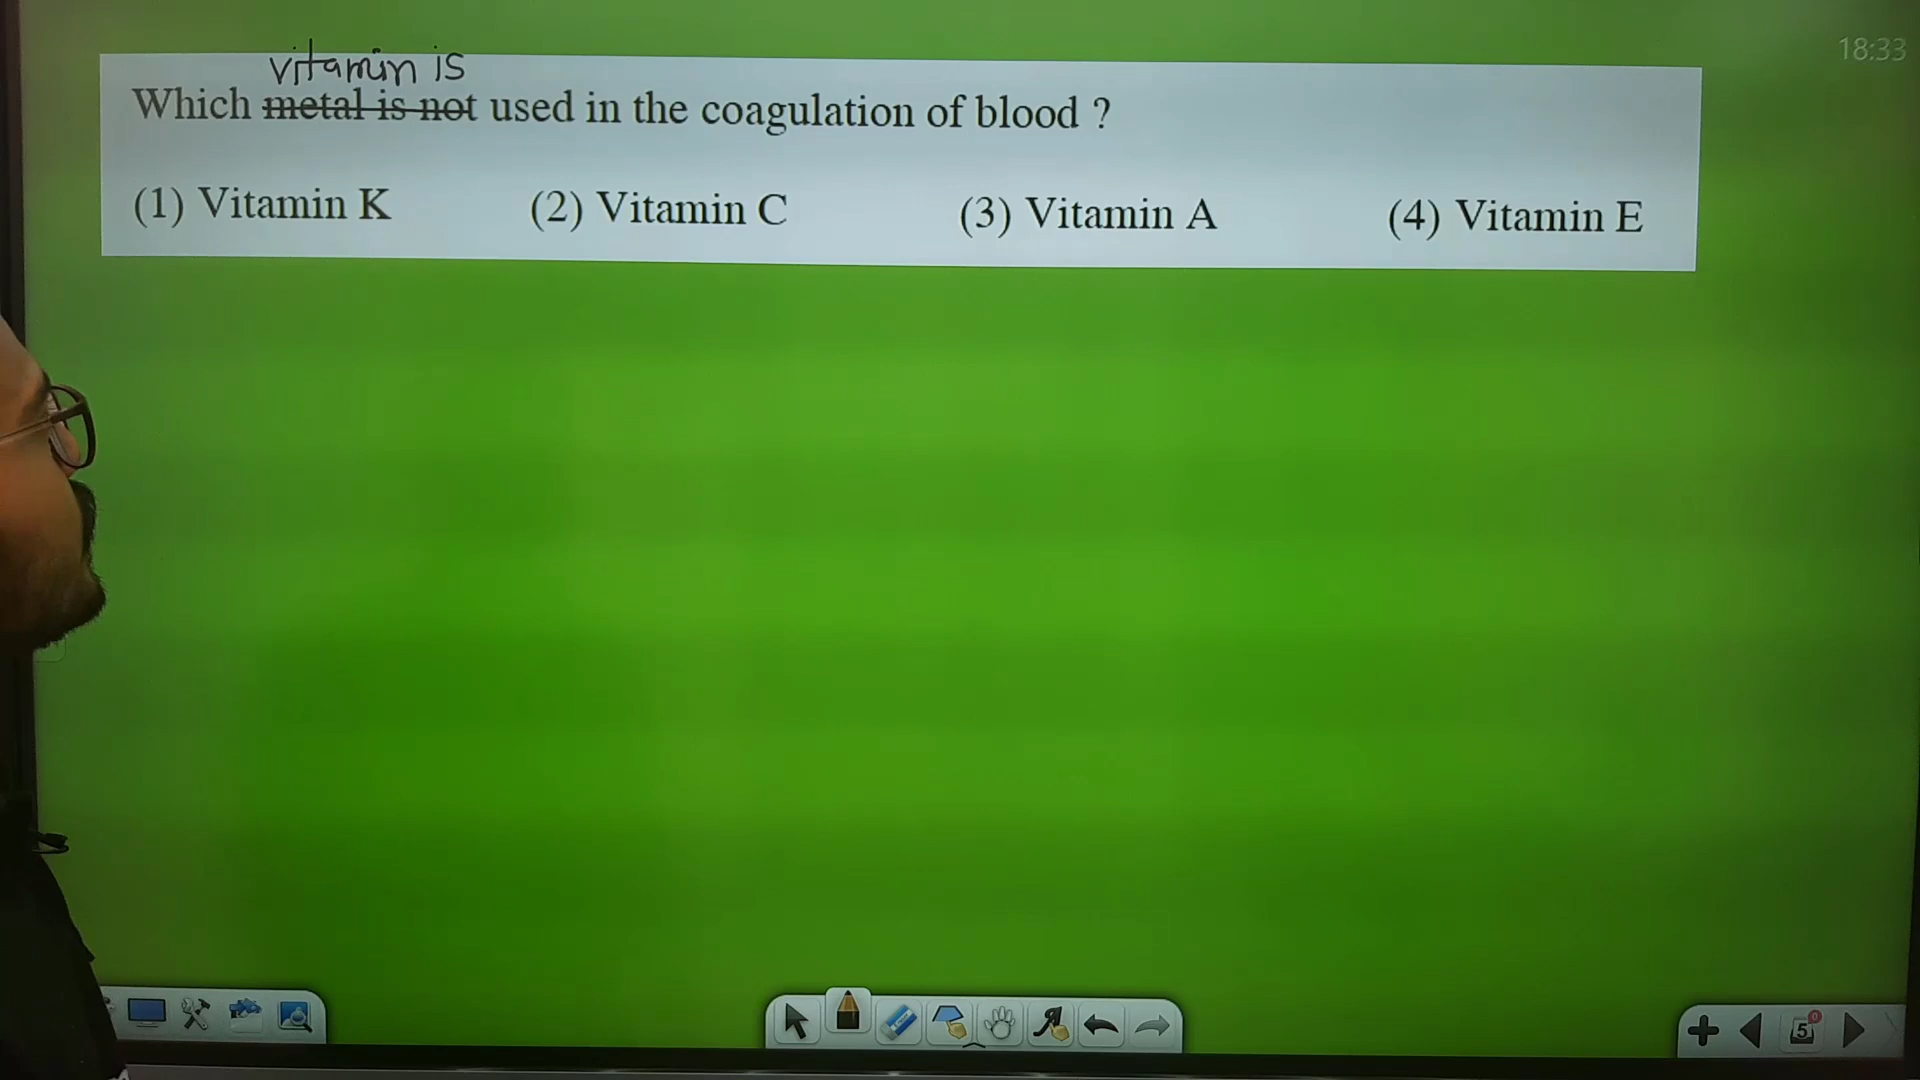 18:33
vitamin is
Which metal is not used in the coagulation of blood ?
(1) Vitamin K (2) Vitamin C (3) Vitamin A (4) Vitamin E
5
0